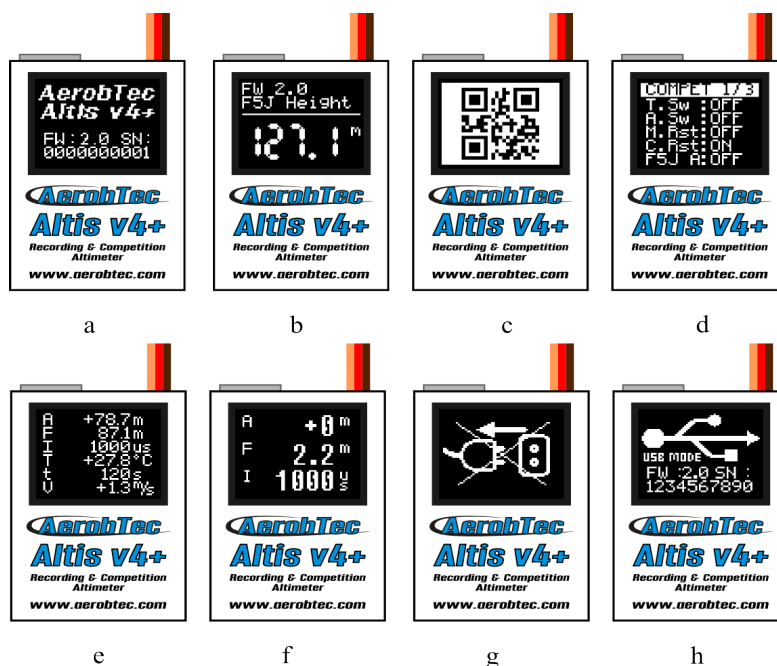 AerobTec
Altis v4+
FW:2.0 SN:
0000000001
AerobTec
Altis v4+
Recording & Competition
Altimeter
www.aerobtec.com
a
FW 2.0
F5J Height
127.1 m
AerobTec
Altis v4+
Recording & Competition
Altimeter
www.aerobtec.com
b
AerobTec
Altis v4+
Recording & Competition
Altimeter
www.aerobtec.com
c
COMPET 1/3
T.Sw :OFF
A.Sw :OFF
M.Rst:OFF
C.Rst:ON
F5J A:OFF
AerobTec
Altis v4+
Recording & Competition
Altimeter
www.aerobtec.com
d
A +78.7m
F 87.1m
I 1000us
T +27.8°C
t 120s
V +1.3m/s
AerobTec
Altis v4+
Recording & Competition
Altimeter
www.aerobtec.com
e
A +0 m
F 2.2 m
I 1000 us
AerobTec
Altis v4+
Recording & Competition
Altimeter
www.aerobtec.com
f
AerobTec
Altis v4+
Recording & Competition
Altimeter
www.aerobtec.com
g
USB MODE
FW :2.0 SN :
1234567890
AerobTec
Altis v4+
Recording & Competition
Altimeter
www.aerobtec.com
h